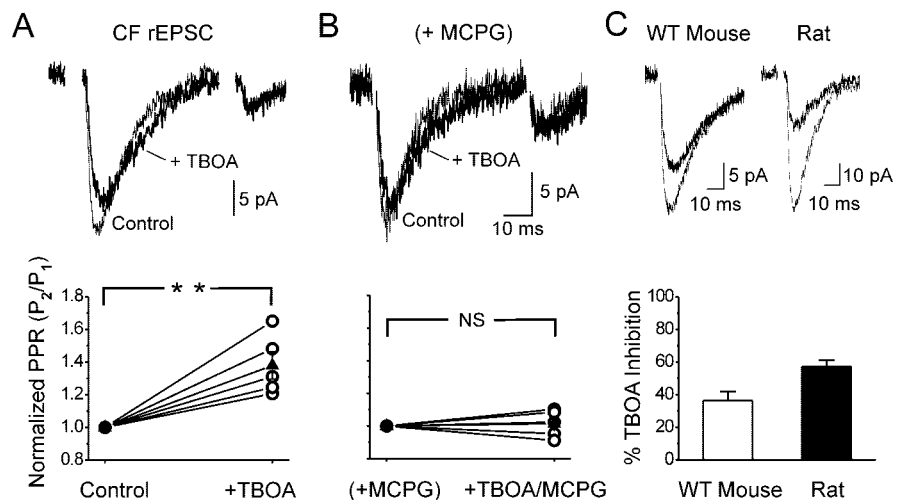 A
CF rEPSC
+ TBOA
Control
5 pA
B
(+ MCPG)
+ TBOA
Control
5 pA
10 ms
C
WT Mouse
Rat
5 pA
10 ms
10 pA
10 ms
Normalized PPR (P2/P1)
1.8
1.6
1.4
1.2
1.0
0.8
* *
Control
+TBOA
NS
(+MCPG)
+TBOA/MCPG
% TBOA Inhibition
100
80
60
40
20
0
WT Mouse
Rat